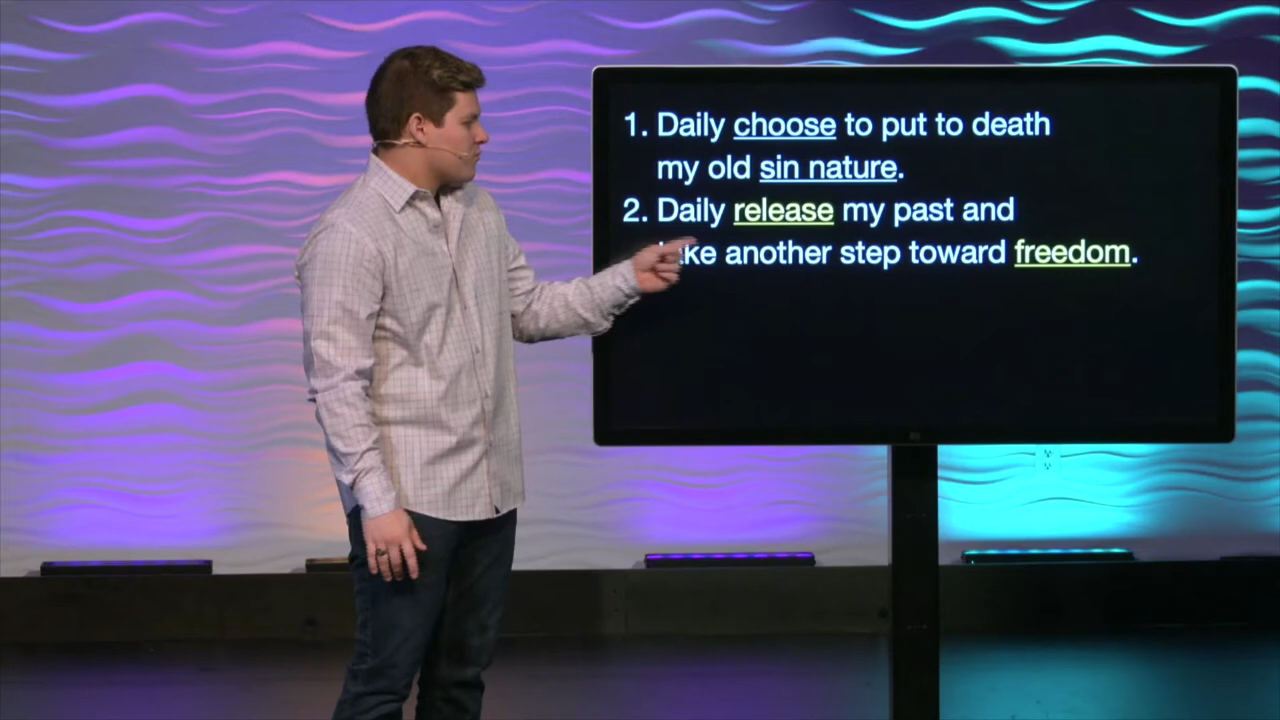 1. Daily choose to put to death
my old sin nature.
2. Daily release my past and
another step toward freedom.